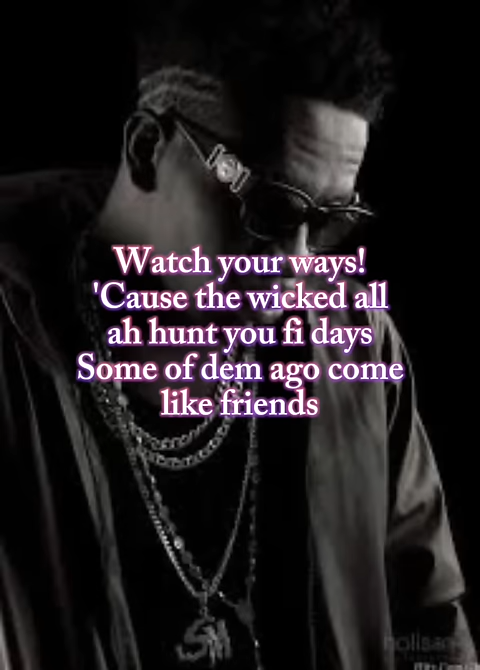 Watch your ways!
'Cause the wicked all
ah hunt you fi days
Some of dem ago come
like friends
SM